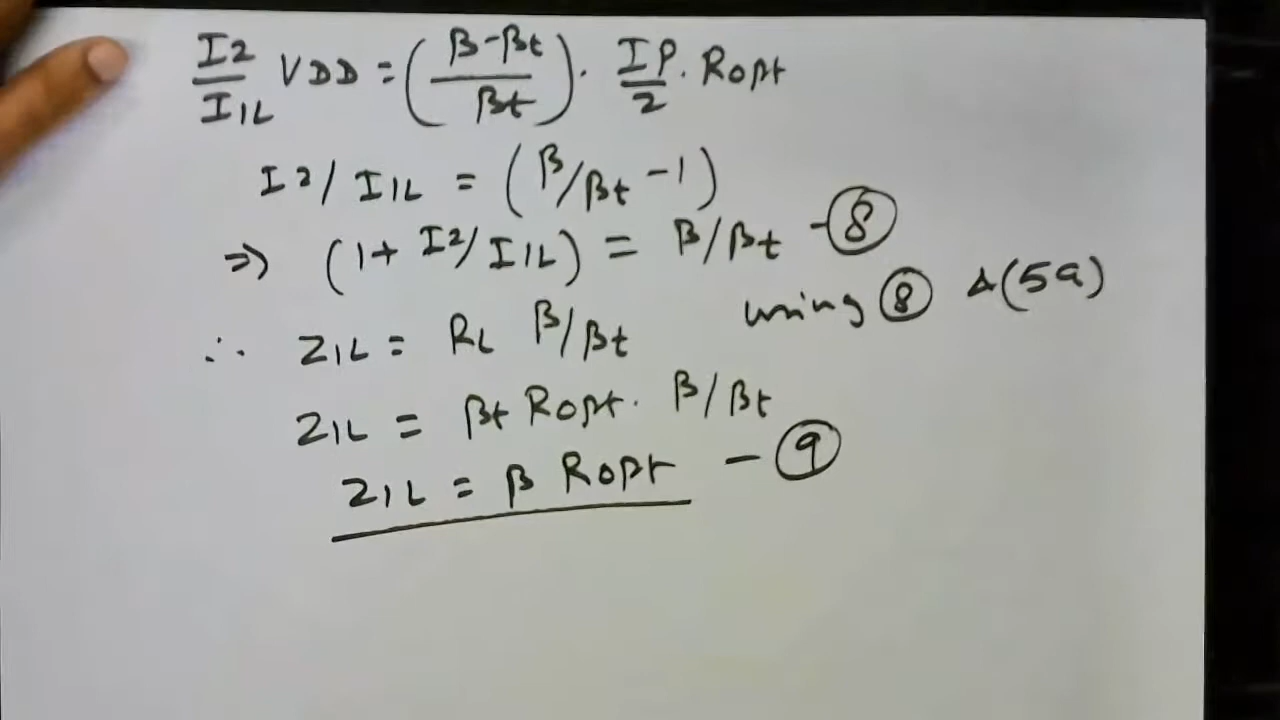 I2/I1L VDD = (β-βt/βt) · IP/2 · Ropt
I2/I1L = (β/βt -1)
=> (1+ I2/I1L) = β/βt - ⑧
using ⑧ & (5a)
∴ Z1L = RL β/βt
Z1L = βt Ropt · β/βt
Z1L = β Ropt - ⑨